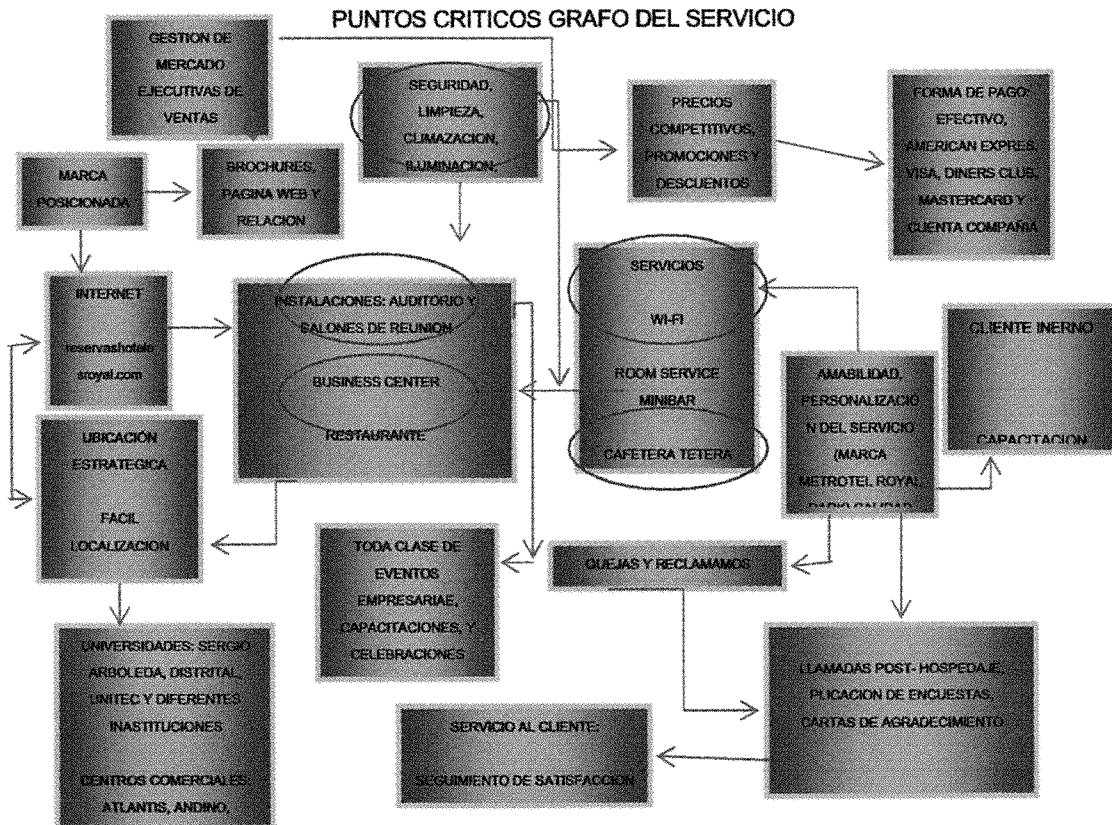 PUNTOS CRITICOS GRAFO DEL SERVICIO
GESTION DE
MERCADO
EJECUTIVAS DE
VENTAS
SEGURIDAD,
LIMPIEZA,
CLIMAZACION,
ILUMINACION,
PRECIOS
COMPETITIVOS,
PROMOCIONES Y
DESCUENTOS
FORMA DE PAGO:
EFECTIVO,
AMERICAN EXPRES,
VISA, DINERS CLUB,
MASTERCARD Y
CUENTA COMPAÑIA
MARCA
POSICIONADA
BROCHURES,
PAGINA WEB Y
RELACION
INTERNET
reservashotele
sroyal.com
INSTALACIONES: AUDITORIO Y
SALONES DE REUNION
BUSINESS CENTER
RESTAURANTE
SERVICIOS
WI-FI
ROOM SERVICE
MINIBAR
CAFETERA TETERA
AMABILIDAD,
PERSONALIZACIÓ
N DEL SERVICIO
(MARCA
METROTEL ROYAL,
CALIDAD
CLIENTE INERNO
CAPACITACION
UBICACIÓN
ESTRATEGICA
FACIL
LOCALIZACION
TODA CLASE DE
EVENTOS
EMPRESARIAE,
CAPACITACIONES, Y
CELEBRACIONES
QUEJAS Y RECLAMAMOS
UNIVERSIDADES: SERGIO
ARBOLEDA, DISTRITAL,
UNITEC Y DIFERENTES
INASTITUCIONES
CENTROS COMERCIALES:
ATLANTIS, ANDINO,
SERVICIO AL CLIENTE:
SEGUIMIENTO DE SATISFACCION
LLAMADAS POST- HOSPEDAJE,
PLICACION DE ENCUESTAS,
CARTAS DE AGRADECIMIENTO